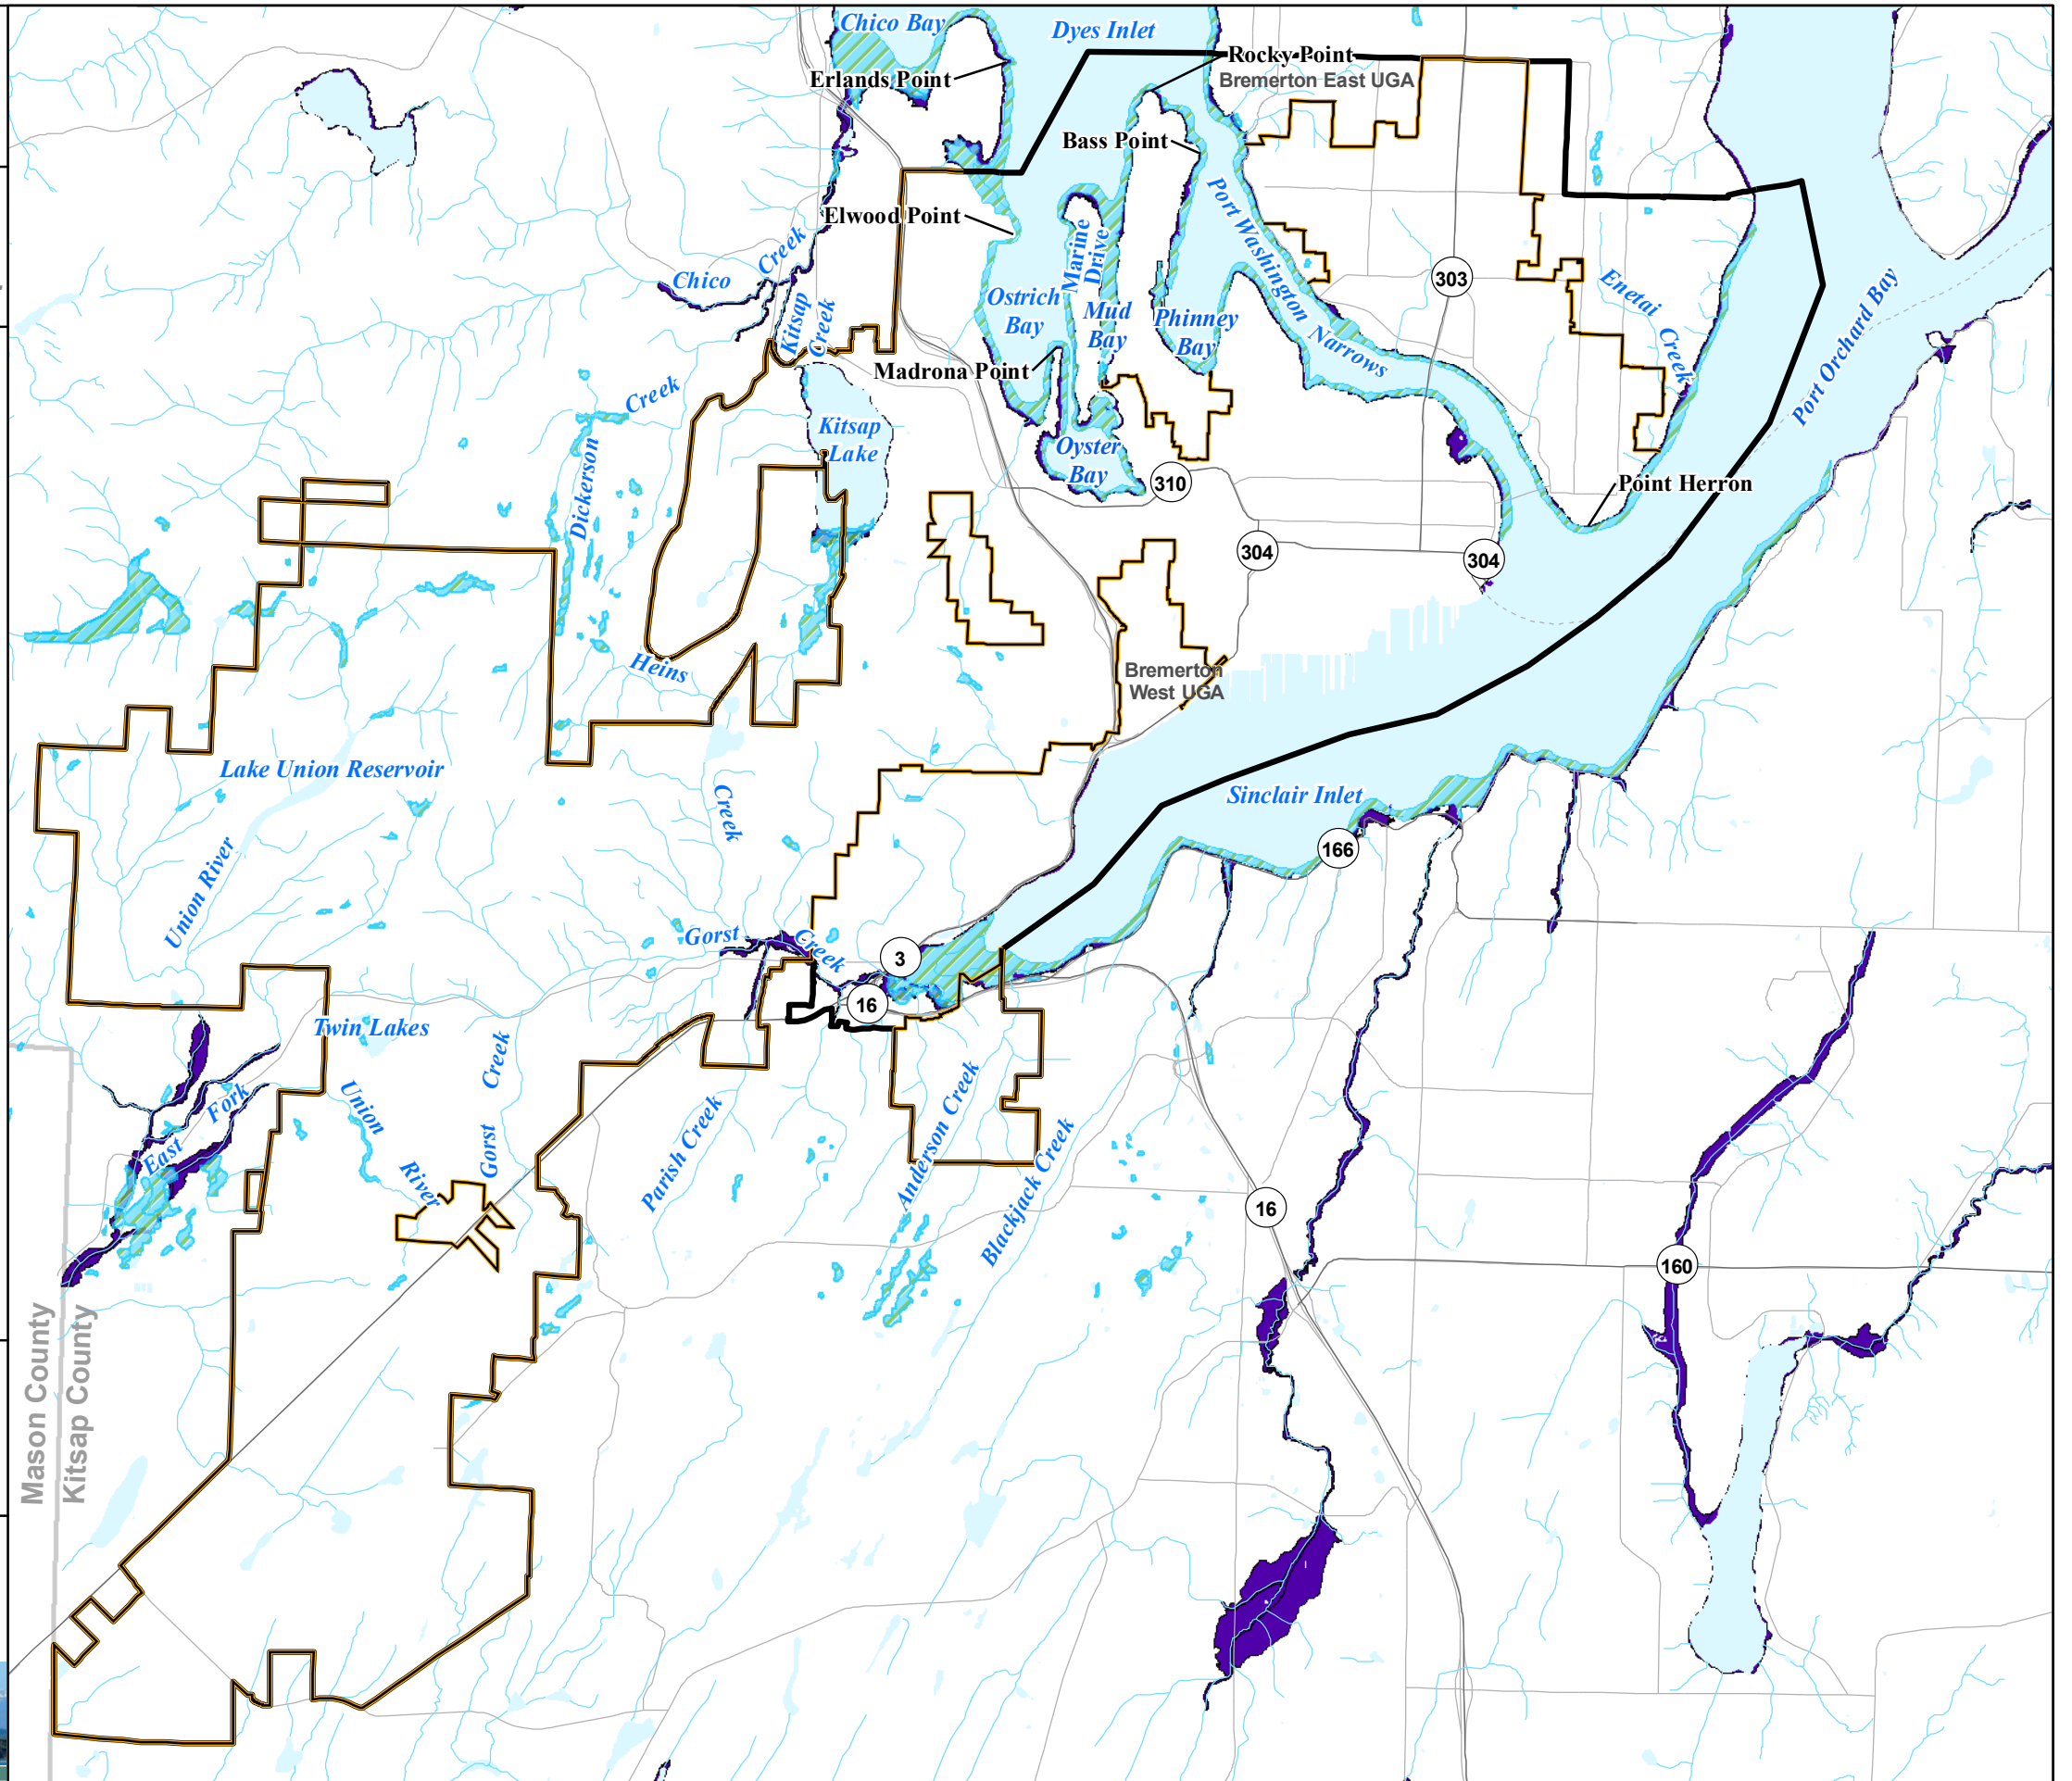 Chico Bay
Dyes Inlet
Rocky Point
Erlands Point
Bremerton East UGA
Bass Point
Elwood Point
Port Washington
Narrows
Chico
Creek
Kitsap
Creek
Marine
Drive
Ostrich
Bay
Mud
Bay
Phinney
Bay
303
Enetai
Creek
Port Orchard Bay
Madrona Point
Dickerson
Creek
Kitsap
Lake
Oyster
Bay
310
Point Herron
304
304
Heins
Creek
Bremerton
West UGA
Lake Union Reservoir
Sinclair Inlet
166
Union River
Gorst
Creek
3
16
Twin Lakes
Gorst
Creek
Union
River
East
Fork
Parish Creek
Anderson Creek
Blackjack Creek
16
160
Mason County
Kitsap County